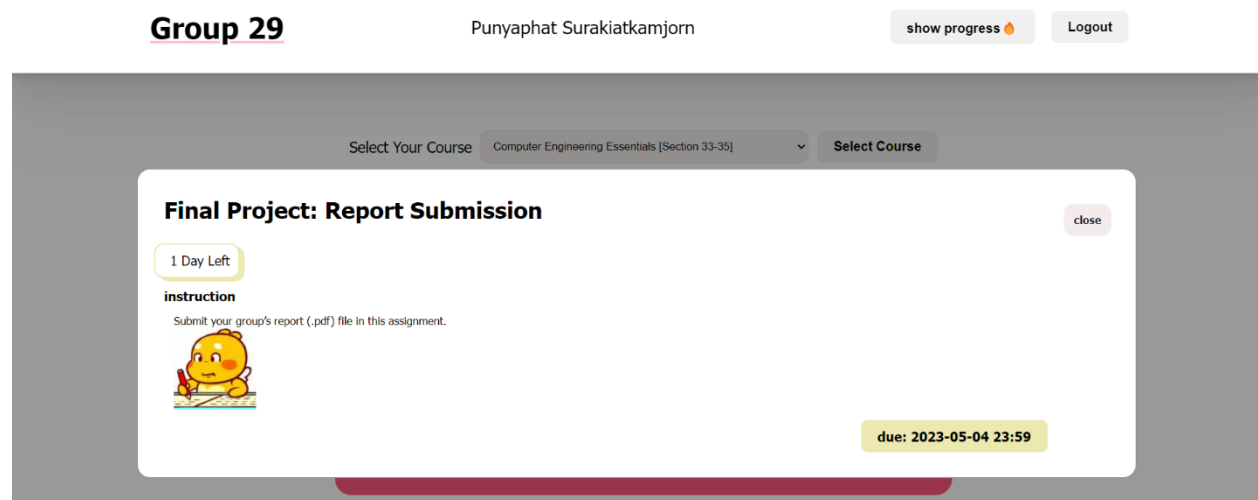 Group 29
Punyaphat Surakiatkamjorn
show progress🔥
Logout
Select Your Course
Computer Engineering Essentials [Section 33-35]
Select Course
Final Project: Report Submission
close
1 Day Left
instruction
Submit your group's report (.pdf) file in this assignment.
due: 2023-05-04 23:59